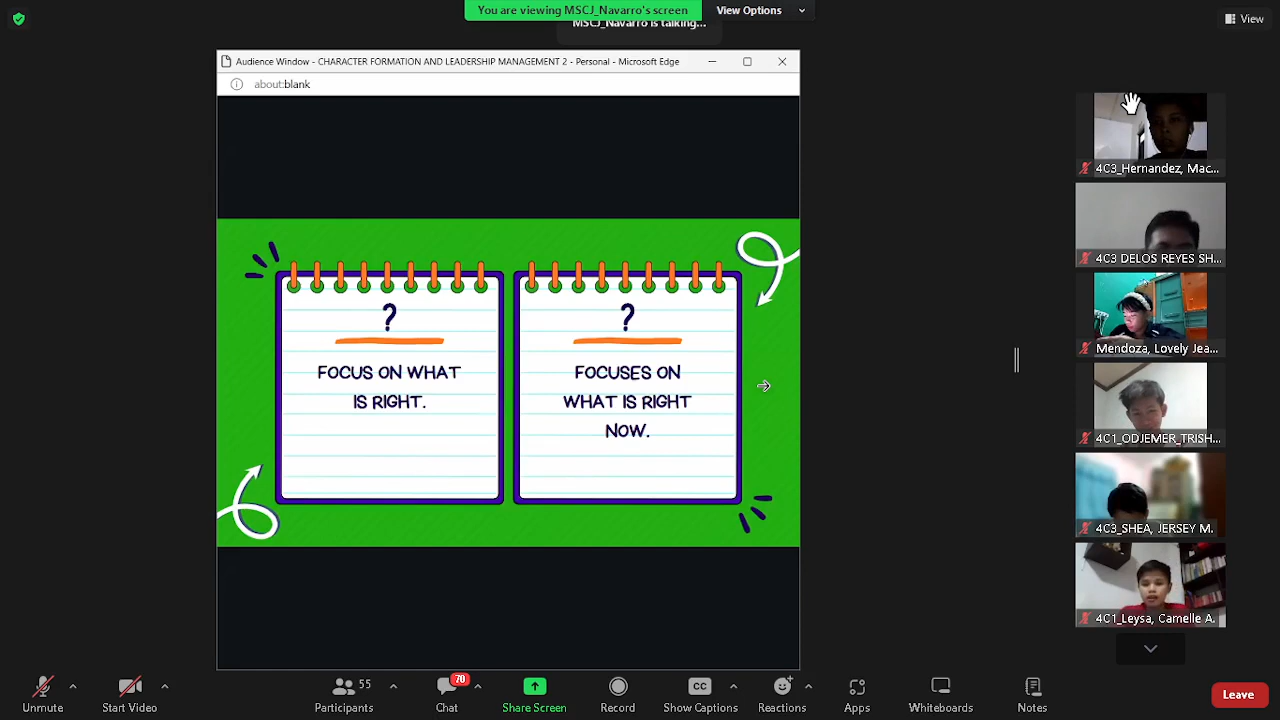 You are viewing MSCJ_Navarro's screen
View Options
MSCJ_Navarro is talking...
View
Audience Window - CHARACTER FORMATION AND LEADERSHIP MANAGEMENT 2 - Personal - Microsoft Edge
about:blank
?
FOCUS ON WHAT
IS RIGHT.
?
FOCUSES ON
WHAT IS RIGHT
NOW.
4C3_Hernandez, Mac...
4C3 DELOS REYES SH...
Mendoza, Lovely Jea...
4C1_ODJEMER_TRISH...
4C3_SHEA, JERSEY M.
4C1_Leysa, Camelle A.
Unmute
Start Video
55
Participants
70
Chat
Share Screen
Record
CC
Show Captions
Reactions
Apps
Whiteboards
Notes
Leave